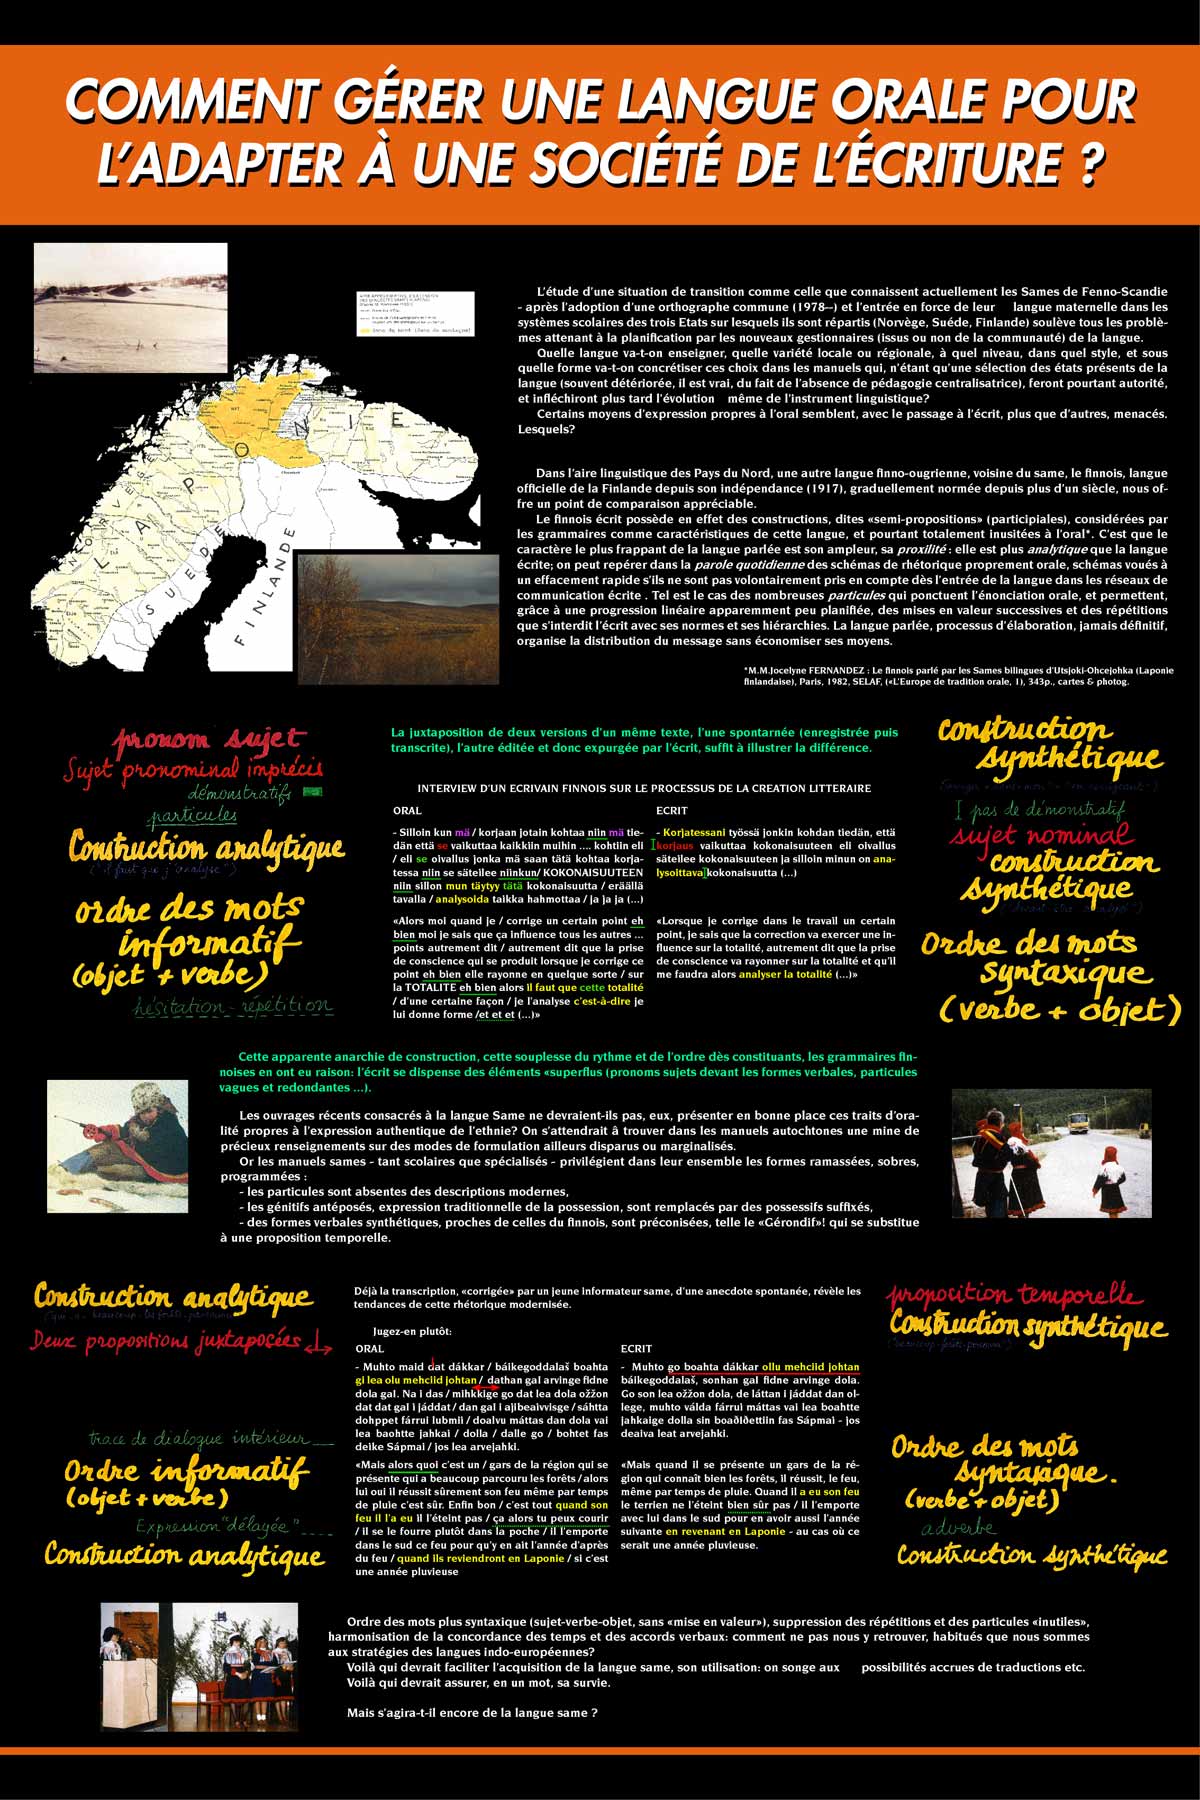 COMMENT GÉRER UNE LANGUE ORALE POUR
L'ADAPTER À UNE SOCIÉTÉ DE L'ÉCRITURE ?
L'étude d'une situation de transition comme celle que connaissent actuellement les Sames de Fenno-Scandie
- après l'adoption d'une orthographe commune (1978--) et l'entrée en force de leur langue maternelle dans les
systèmes scolaires des trois Etats sur lesquels ils sont répartis (Norvège, Suéde, Finlande) soulève tous les problè-
mes attenant à la planification par les nouveaux gestionnaires (issus ou non de la communauté) de la langue.
Quelle langue va-t-on enseigner, quelle variété locale ou régionale, à quel niveau, dans quel style, et sous
quelle forme va-t-on concrétiser ces choix dans les manuels qui, n'étant qu'une sélection des états présents de la
langue (souvent détériorée, il est vrai, du fait de l'absence de pédagogie centralisatrice), feront pourtant autorité,
et infléchiront plus tard l'évolution même de l'instrument linguistique?
Certains moyens d'expression propres à l'oral semblent, avec le passage à l'écrit, plus que d'autres, menacés.
Lesquels?
LAPONIE
NORVEGE
SUEDE
FINLANDE
Dans l'aire linguistique des Pays du Nord, une autre langue finno-ougrienne, voisine du same, le finnois, langue
officielle de la Finlande depuis son indépendance (1917), graduellement normée depuis plus d'un siècle, nous of-
fre un point de comparaison appréciable.
Le finnois écrit possède en effet des constructions, dites «semi-propositions» (participiales), considérées par
les grammaires comme caractéristiques de cette langue, et pourtant totalement inusitées à l'oral*. C'est que le
caractère le plus frappant de la langue parlée est son ampleur, sa proxilité : elle est plus analytique que la langue
écrite; on peut repérer dans la parole quotidienne des schémas de rhétorique proprement orale, schémas voués à
un effacement rapide s'ils ne sont pas volontairement pris en compte dès l'entrée de la langue dans les réseaux de
communication écrite . Tel est le cas des nombreuses particules qui ponctuent l'énonciation orale, et permettent,
grâce à une progression linéaire apparemment peu planifiée, des mises en valeur successives et des répétitions
que s'interdit l'écrit avec ses normes et ses hiérarchies. La langue parlée, processus d'élaboration, jamais définitif,
organise la distribution du message sans économiser ses moyens.
*M.M.Jocelyne FERNANDEZ : Le finnois parlé par les Sames bilingues d'Utsjoki-Ohcejohka (Laponie
finlandaise), Paris, 1982, SELAF, («L'Europe de tradition orale, 1), 343p., cartes & photog.
pronom sujet
Sujet pronominal imprécis
démonstratifs
particules
Construction analytique
("il faut que j'analyse")
ordre des mots
informatif
(objet + verbe)
hésitation - répétition
La juxtaposition de deux versions d'un même texte, l'une spontanée (enregistrée puis
transcrite), l'autre éditée et donc expurgée par l'écrit, suffit à illustrer la différence.
INTERVIEW D'UN ECRIVAIN FINNOIS SUR LE PROCESSUS DE LA CREATION LITTERAIRE
ORAL
- Silloin kun mä / korjaan jotain kohtaa niin mä tie-
dän että se vaikuttaa kaikkiin muihin .... kohtiin eli
/ eli se oivallus jonka mä saan tätä kohtaa korja-
tessa niin se säteilee niinkun/ KOKONAISUUTEEN
niin sillon mun täytyy tätä kokonaisuutta / eräällä
tavalla / analysoida taikka hahmottaa / ja ja ja (...)
«Alors moi quand je / corrige un certain point eh
bien moi je sais que ça influence tous les autres ...
points autrement dit / autrement dit que la prise
de conscience qui se produit lorsque je corrige ce
point eh bien elle rayonne en quelque sorte / sur
la TOTALITE eh bien alors il faut que cette totalité
/ d'une certaine façon / je l'analyse c'est-à-dire je
lui donne forme /et et et (...)»
ECRIT
- Korjatessani työssä jonkin kohdan tiedän, että
korjaus vaikuttaa kokonaisuuteen eli oivallus
säteilee kokonaisuuteen ja silloin minun on ana-
lysoittava kokonaisuutta (...)
«Lorsque je corrige dans le travail un certain
point, je sais que la correction va exercer une in-
fluence sur la totalité, autrement dit que la prise
de conscience va rayonner sur la totalité et qu'il
me faudra alors analyser la totalité (...)»
Construction
synthétique
I pas de démonstratif
sujet nominal
construction
synthétique
Ordre des mots
syntaxique
(verbe + objet)
Cette apparente anarchie de construction, cette souplesse du rythme et de l'ordre dès constituants, les grammaires fin-
noises en ont eu raison: l'écrit se dispense des éléments «superflus (pronoms sujets devant les formes verbales, particules
vagues et redondantes ...).
Les ouvrages récents consacrés à la langue Same ne devraient-ils pas, eux, présenter en bonne place ces traits d'ora-
lité propres à l'expression authentique de l'ethnie? On s'attendrait â trouver dans les manuels autochtones une mine de
précieux renseignements sur des modes de formulation ailleurs disparus ou marginalisés.
Or les manuels sames - tant scolaires que spécialisés - privilégient dans leur ensemble les formes ramassées, sobres,
programmées :
- les particules sont absentes des descriptions modernes,
- les génitifs antéposés, expression traditionnelle de la possession, sont remplacés par des possessifs suffixés,
- des formes verbales synthétiques, proches de celles du finnois, sont préconisées, telle le «Gérondif»! qui se substitue
à une proposition temporelle.
Construction analytique
Deux propositions juxtaposées
trace de dialogue intérieur
Ordre informatif
(objet + verbe)
Expression "délayée"
Construction analytique
Déjà la transcription, «corrigée» par un jeune informateur same, d'une anecdote spontanée, révèle les
tendances de cette rhétorique modernisée.
Jugez-en plutôt:
ORAL
- Muhto maid dat dákkar / báikegoddalaš boahta
gi lea olu mehciid johtan / dathan gal arvinge fidne
dola gal. Na i das / mihkkige go dat lea dola ožžon
dat dat gal i jáddat / dan gal i ajibeaivvisge / sáhtta
dohppet fárrui lubmii / doalvu máttas dan dola vai
lea baohtte jahkai / dolla / dalle go / bohtet fas
deike Sápmai / jos lea arvejahki.
«Mais alors quoi c'est un / gars de la région qui se
présente qui a beaucoup parcouru les forêts / alors
lui oui il réussit sûrement son feu même par temps
de pluie c'est sûr. Enfin bon / c'est tout quand son
feu il l'a eu il l'éteint pas / ça alors tu peux courir
/ il se le fourre plutôt dans la poche / il l'emporte
dans le sud ce feu pour qu'y en ait l'année d'après
du feu / quand ils reviendront en Laponie / si c'est
une année pluvieuse
ECRIT
- Muhto go boahta dákkar ollu mehciid johtan
báikegoddalaš, sonhan gal fidne arvinge dola.
Go son lea ožžon dola, de láttan i jáddat dan ol-
lege, muhto válda fárrui máttas vai lea boahtte
jahkaige dolla sin boaðiðettiin fas Sápmai - jos
deaiva leat arvejahki.
«Mais quand il se présente un gars de la ré-
gion qui connaît bien les forêts, il réussit, le feu,
même par temps de pluie. Quand il a eu son feu
le terrien ne l'éteint bien sûr pas / il l'emporte
avec lui dans le sud pour en avoir aussi l'année
suivante en revenant en Laponie - au cas où ce
serait une année pluvieuse.
proposition temporelle
Construction synthétique
Ordre des mots
syntaxique.
(verbe + objet)
adverbe
Construction synthétique
Ordre des mots plus syntaxique (sujet-verbe-objet, sans «mise en valeur»), suppression des répétitions et des particules «inutiles»,
harmonisation de la concordance des temps et des accords verbaux: comment ne pas nous y retrouver, habitués que nous sommes
aux stratégies des langues indo-européennes?
Voilà qui devrait faciliter l'acquisition de la langue same, son utilisation: on songe aux possibilités accrues de traductions etc.
Voilà qui devrait assurer, en un mot, sa survie.
Mais s'agira-t-il encore de la langue same ?